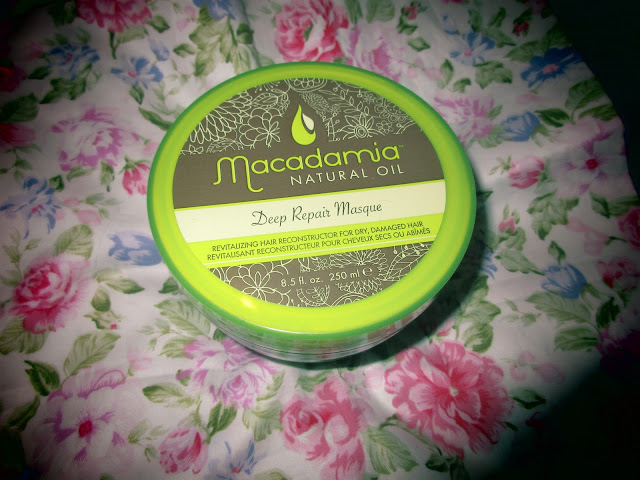 Macadamia™
NATURAL OIL
Deep Repair Masque
REVITALIZING HAIR RECONSTRUCTOR FOR DRY, DAMAGED HAIR
REVITALISANT RECONSTRUCTEUR POUR CHEVEUX SECS OU ABÎMÉS
8.5 fl. oz. 250 ml e